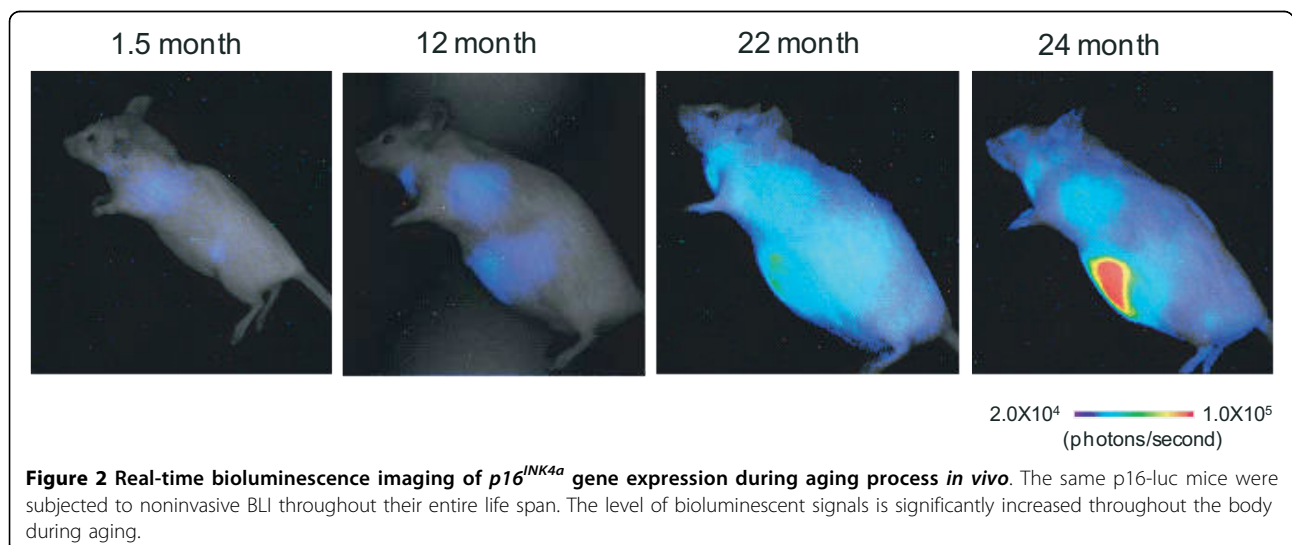 1.5 month 12 month 22 month 24 month
2.0X10⁴ 1.0X10⁵
(photons/second)
Figure 2 Real-time bioluminescence imaging of p16^INK4a gene expression during aging process in vivo. The same p16-luc mice were
subjected to noninvasive BLI throughout their entire life span. The level of bioluminescent signals is significantly increased throughout the body
during aging.